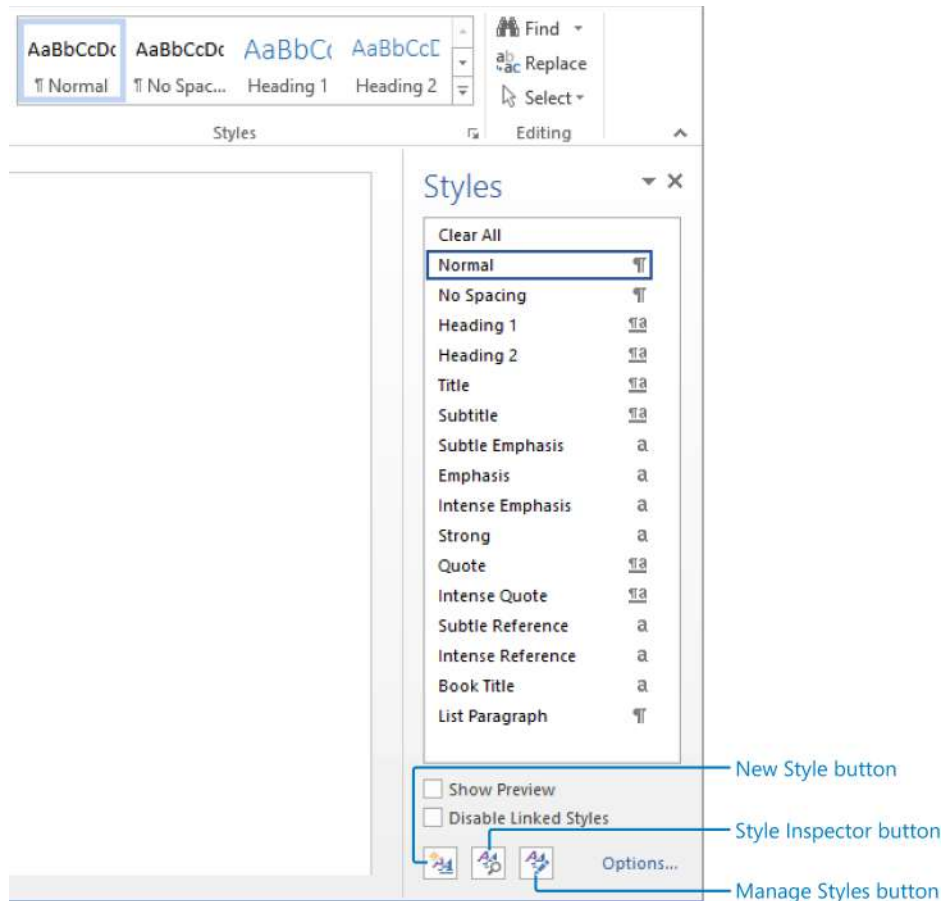 AaBbCcDc AaBbCcDc AaBbC( AaBbCcE
¶ Normal ¶ No Spac... Heading 1 Heading 2
Styles
Find
Replace
Select
Editing
Styles
Clear All
Normal ¶
No Spacing ¶
Heading 1 ¶a
Heading 2 ¶a
Title ¶a
Subtitle ¶a
Subtle Emphasis a
Emphasis a
Intense Emphasis a
Strong a
Quote ¶a
Intense Quote ¶a
Subtle Reference a
Intense Reference a
Book Title a
List Paragraph ¶
Show Preview
Disable Linked Styles
Options...
New Style button
Style Inspector button
Manage Styles button